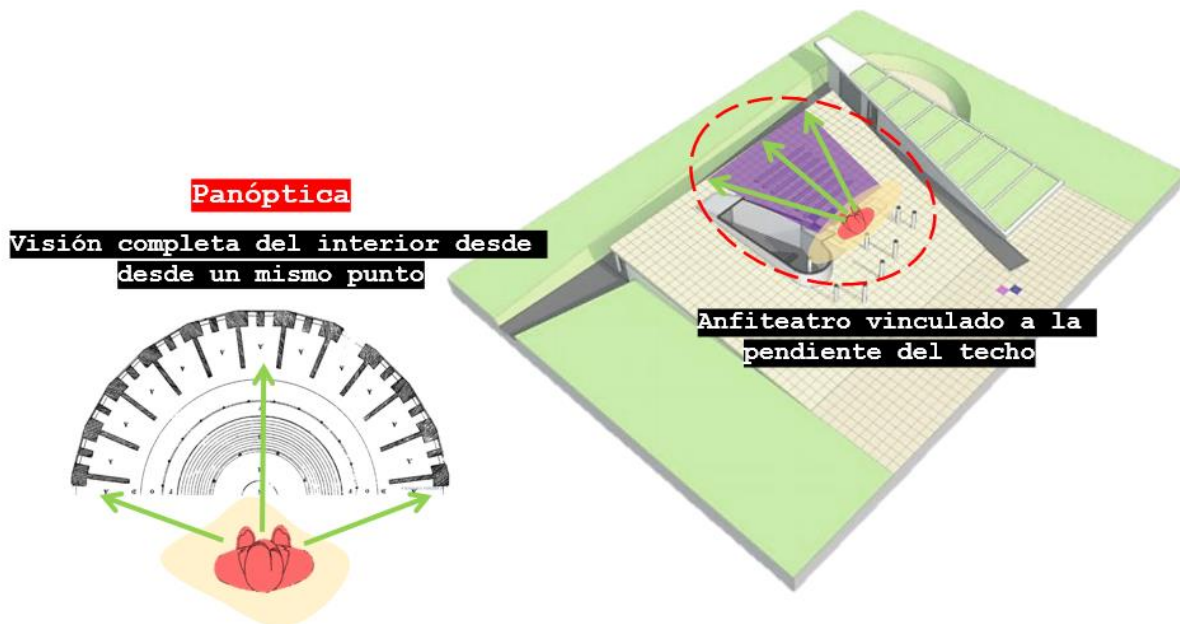 Panóptica
Visión completa del interior desde
desde un mismo punto
Anfiteatro vinculado a la
pendiente del techo